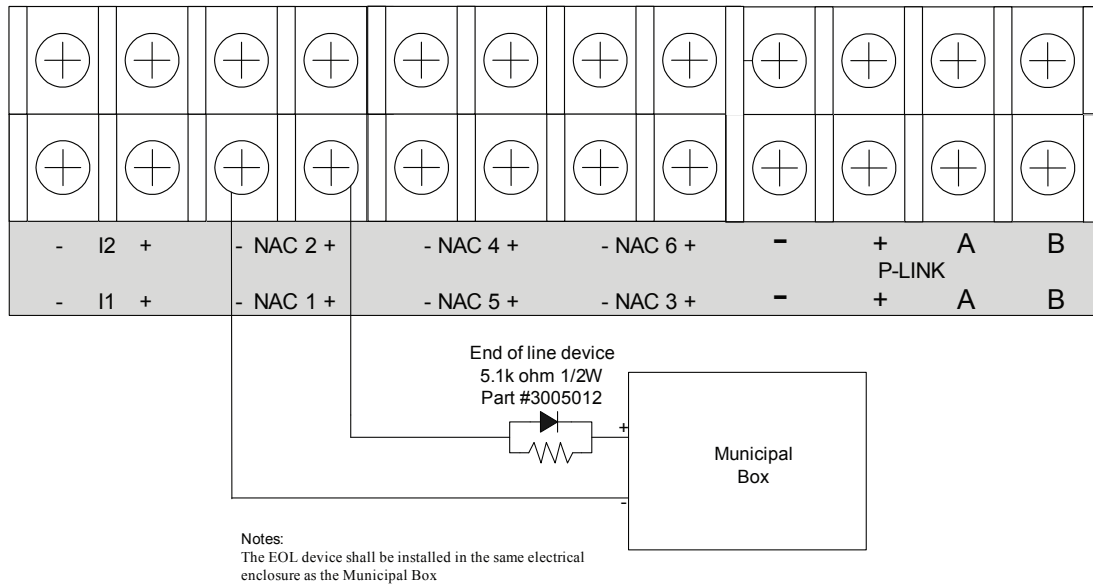 - I2 + - NAC 2 + - NAC 4 + - NAC 6 + - + A B
P-LINK
- I1 + - NAC 1 + - NAC 5 + - NAC 3 + - + A B
End of line device
5.1k ohm 1/2W
Part #3005012
+
Municipal
Box
-
Notes:
The EOL device shall be installed in the same electrical
enclosure as the Municipal Box